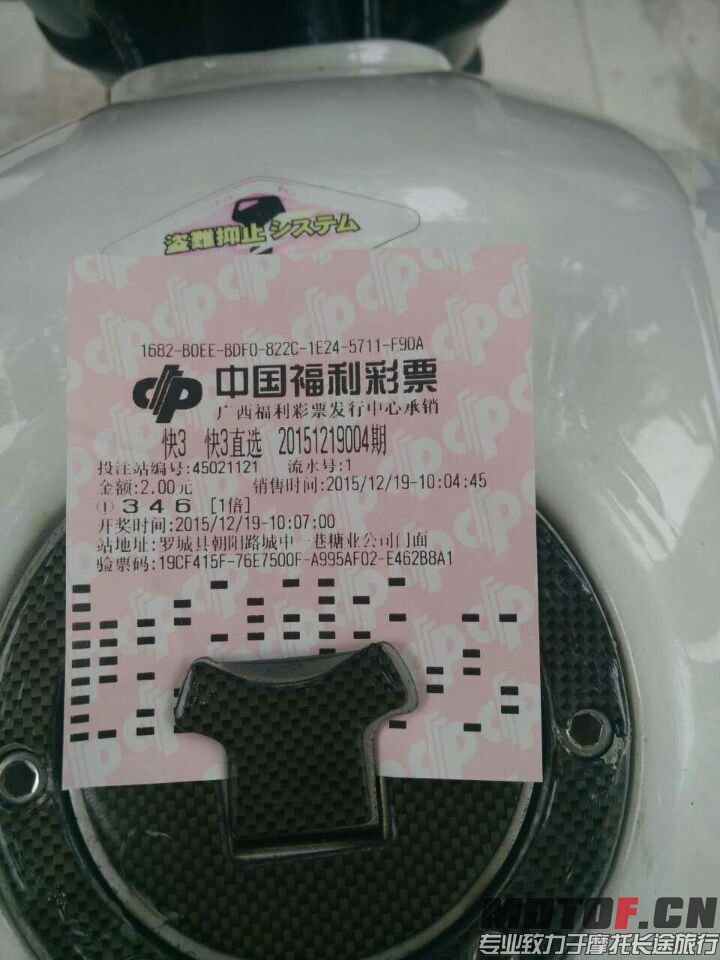 盗難抑止システム
1682-B0EE-BDF0-822C-1E24-5711-F90A
中国福利彩票
广西福利彩票发行中心承销
快3 快3直选 20151219004期
投注站编号:45021121 流水号:1
金额:2.00元 销售时间:2015/12/19-10:04:45
① 3 4 6 [1倍]
开奖时间:2015/12/19-10:07:00
站地址:罗城县朝阳路城中一巷糖业公司门面
验票码:19CF415F-76E7500F-A995AF02-E462B8A1
MOTOF.CN
专业致力于摩托长途旅行